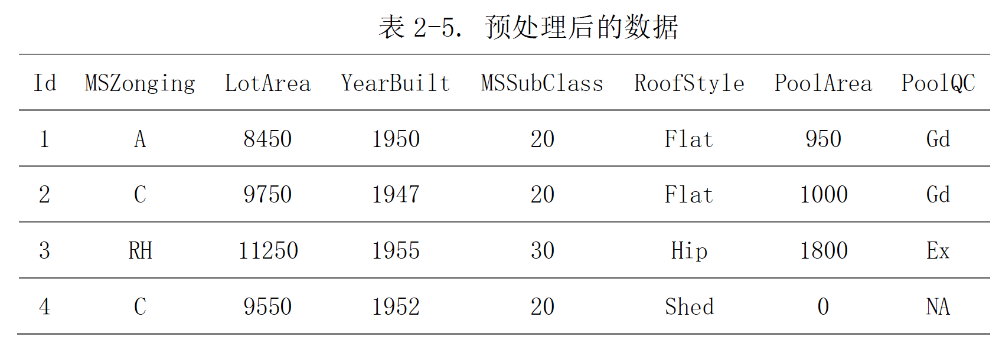 表 2-5. 预处理后的数据
Id MSZonging LotArea YearBuilt MSSubClass RoofStyle PoolArea PoolQC
1 A 8450 1950 20 Flat 950 Gd
2 C 9750 1947 20 Flat 1000 Gd
3 RH 11250 1955 30 Hip 1800 Ex
4 C 9550 1952 20 Shed 0 NA